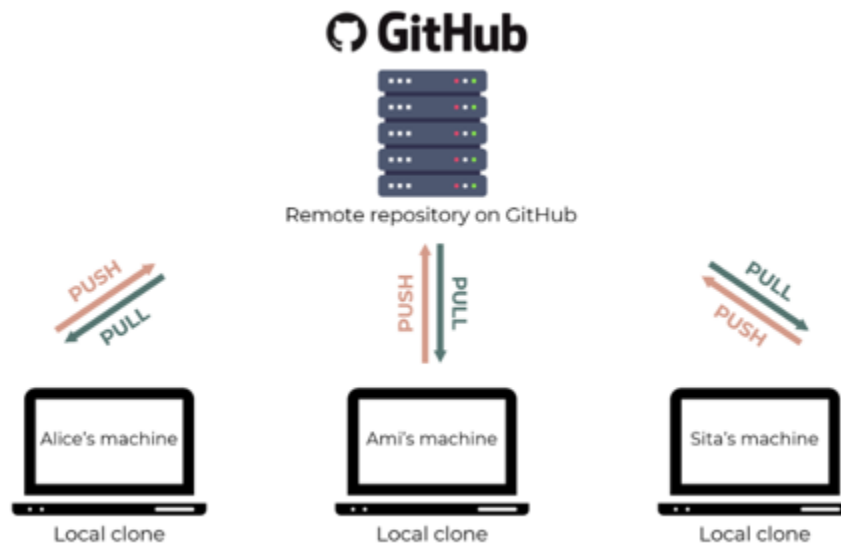 GitHub
Remote repository on GitHub
PUSH
PULL
PUSH
PULL
PULL
PUSH
Alice's machine
Ami's machine
Sita's machine
Local clone
Local clone
Local clone